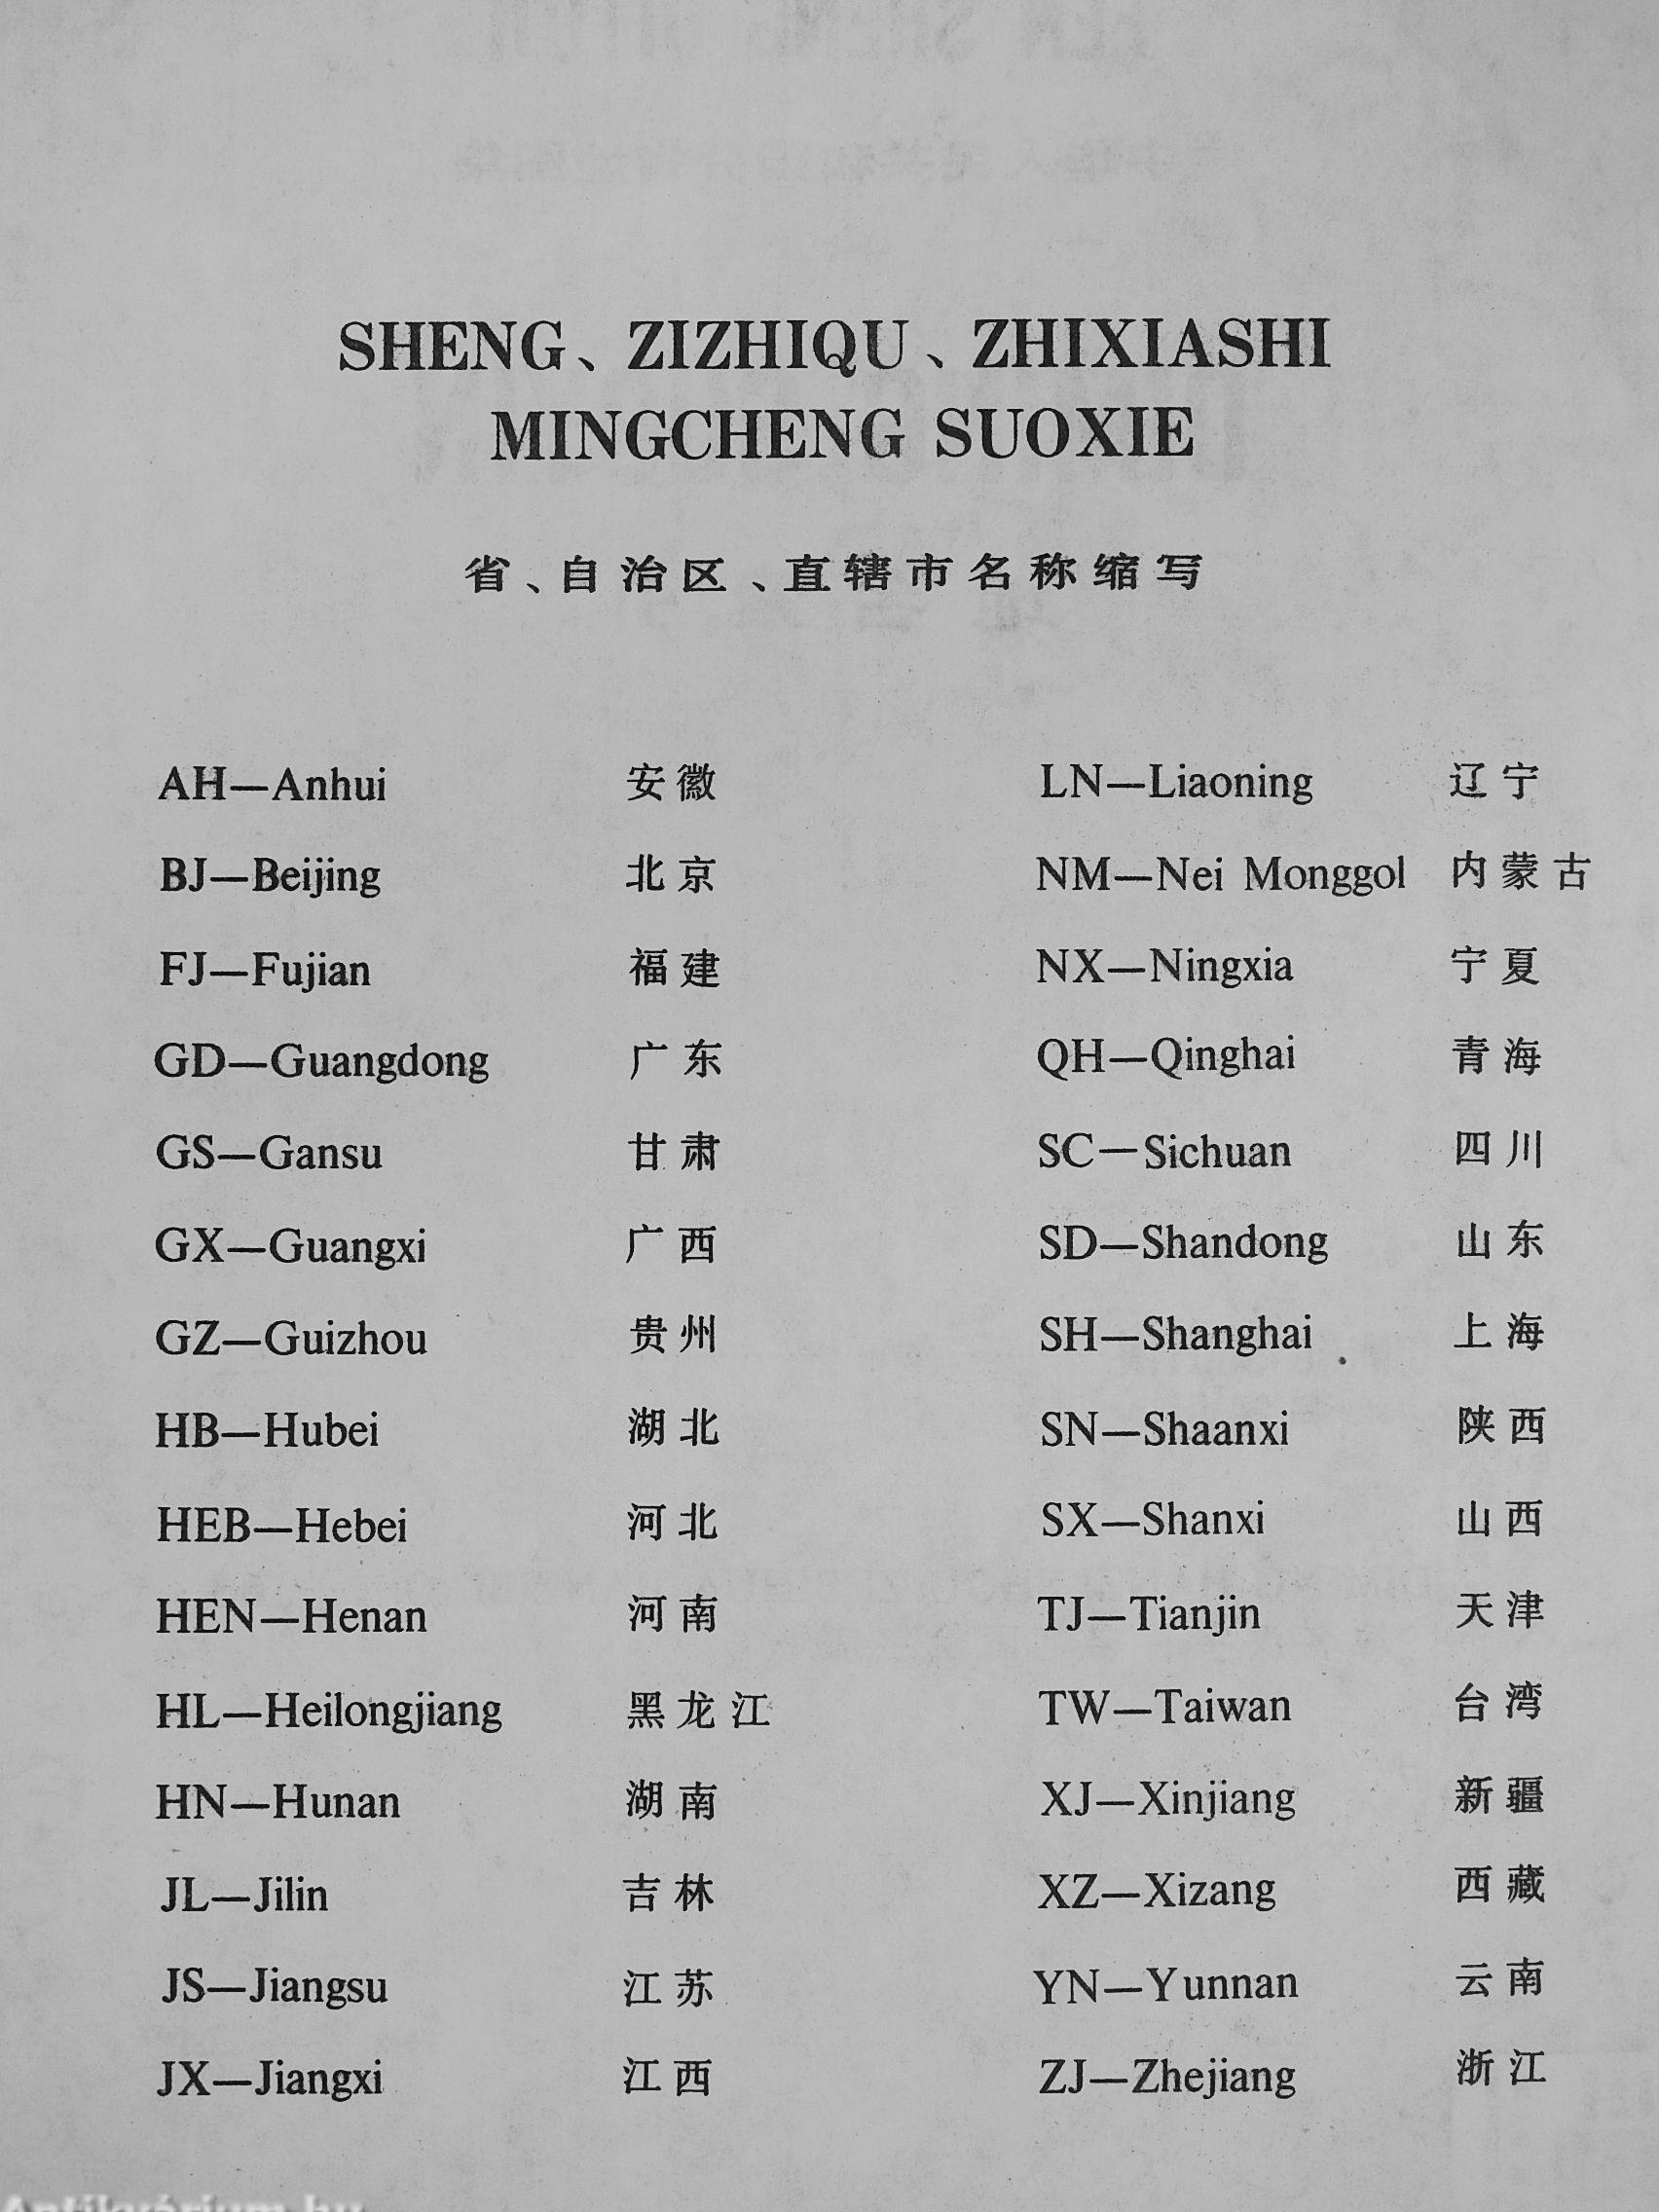 SHENG、ZIZHIQU、ZHIXIASHI
MINGCHENG SUOXIE
省、自治区、直辖市名称缩写
AH—Anhui 安徽
BJ—Beijing 北京
FJ—Fujian 福建
GD—Guangdong 广东
GS—Gansu 甘肃
GX—Guangxi 广西
GZ—Guizhou 贵州
HB—Hubei 湖北
HEB—Hebei 河北
HEN—Henan 河南
HL—Heilongjiang 黑龙江
HN—Hunan 湖南
JL—Jilin 吉林
JS—Jiangsu 江苏
JX—Jiangxi 江西
LN—Liaoning 辽宁
NM—Nei Monggol 内蒙古
NX—Ningxia 宁夏
QH—Qinghai 青海
SC—Sichuan 四川
SD—Shandong 山东
SH—Shanghai 上海
SN—Shaanxi 陕西
SX—Shanxi 山西
TJ—Tianjin 天津
TW—Taiwan 台湾
XJ—Xinjiang 新疆
XZ—Xizang 西藏
YN—Yunnan 云南
ZJ—Zhejiang 浙江
Antikvárium.hu